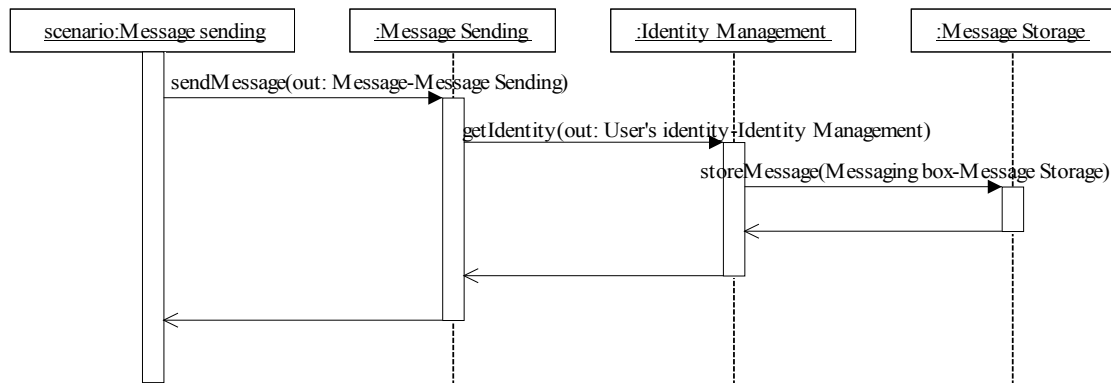 scenario:Message sending
:Message Sending
:Identity Management
:Message Storage
sendMessage(out: Message-Message Sending)
getIdentity(out: User's identity-Identity Management)
storeMessage(Messaging box-Message Storage)